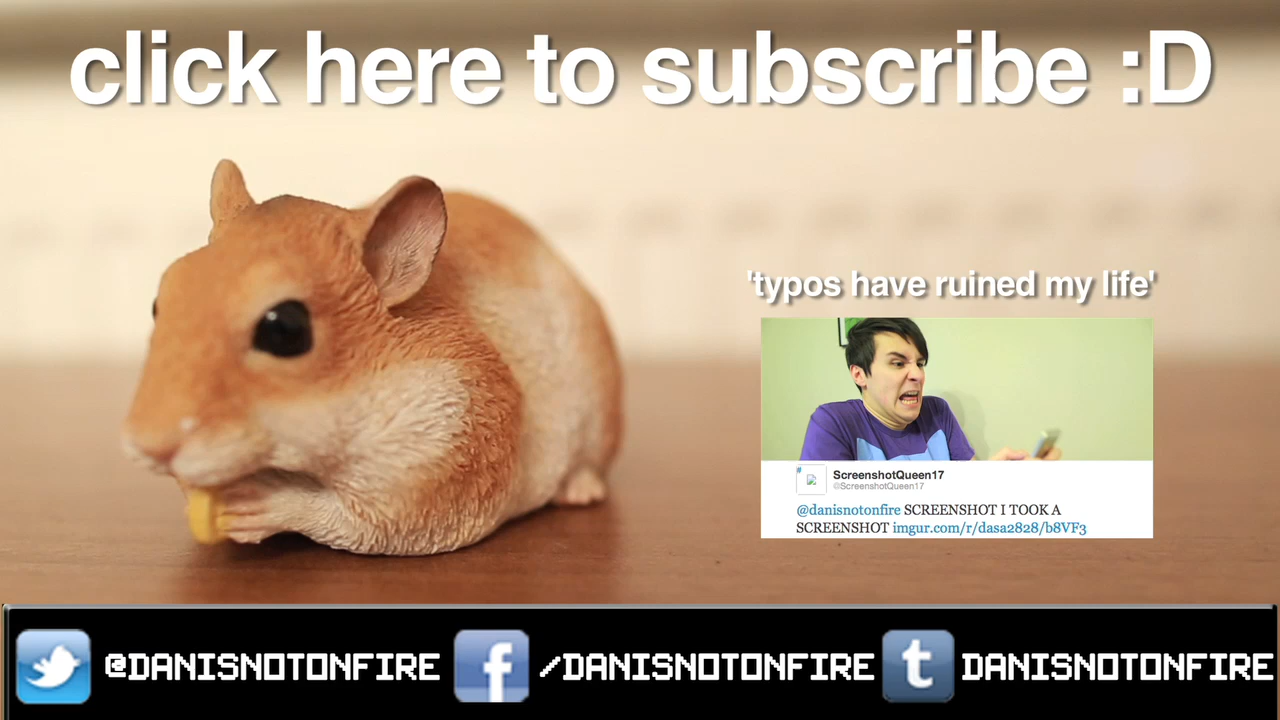 click here to subscribe :D
'typos have ruined my life'
#
ScreenshotQueen17
@ScreenshotQueen17
@danisnotonfire SCREENSHOT I TOOK A
SCREENSHOT imgur.com/r/dasa2828/b8VF3
@DANISNOTONFIRE /DANISNOTONFIRE DANISNOTONFIRE